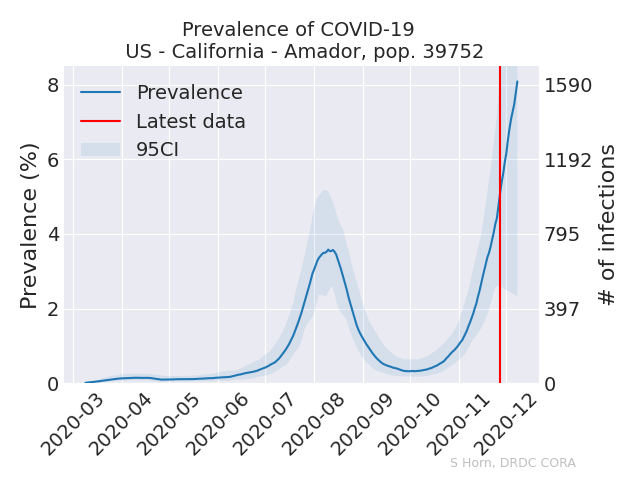 Prevalence of COVID-19
US - California - Amador, pop. 39752
Prevalence
Latest data
95CI
Prevalence (%)
8
6
4
2
0
1590
1192
795
397
0
# of infections
2020-03
2020-04
2020-05
2020-06
2020-07
2020-08
2020-09
2020-10
2020-11
2020-12
S Horn, DRDC CORA